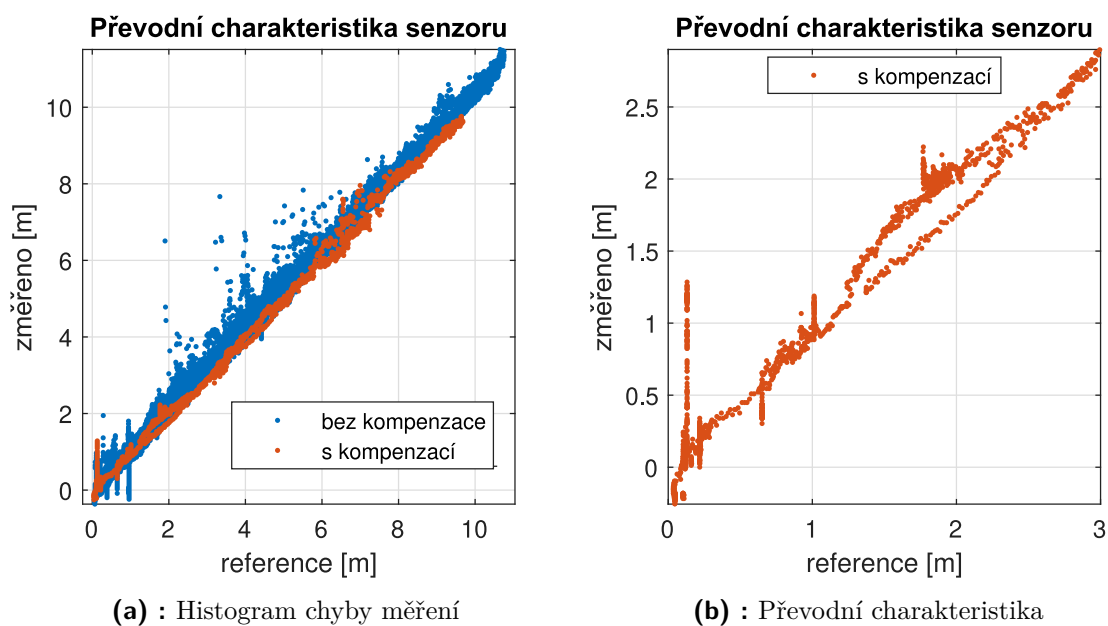 Převodní charakteristika senzoru
změřeno [m]
10
8
6
4
2
0
bez kompenzace
s kompenzací
0 2 4 6 8 10
reference [m]
(a) : Histogram chyby měření
Převodní charakteristika senzoru
s kompenzací
změřeno [m]
2.5
2
1.5
1
0.5
0
0 1 2 3
reference [m]
(b) : Převodní charakteristika